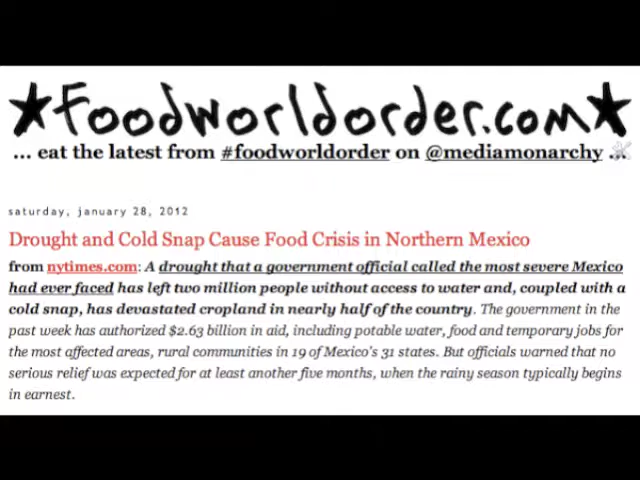 ★foodworldorder.com★
... eat the latest from #foodworldorder on @mediamonarchy ...
saturday, january 28, 2012
Drought and Cold Snap Cause Food Crisis in Northern Mexico
from nytimes.com: A drought that a government official called the most severe Mexico
had ever faced has left two million people without access to water and, coupled with a
cold snap, has devastated cropland in nearly half of the country. The government in the
past week has authorized $2.63 billion in aid, including potable water, food and temporary jobs for
the most affected areas, rural communities in 19 of Mexico's 31 states. But officials warned that no
serious relief was expected for at least another five months, when the rainy season typically begins
in earnest.